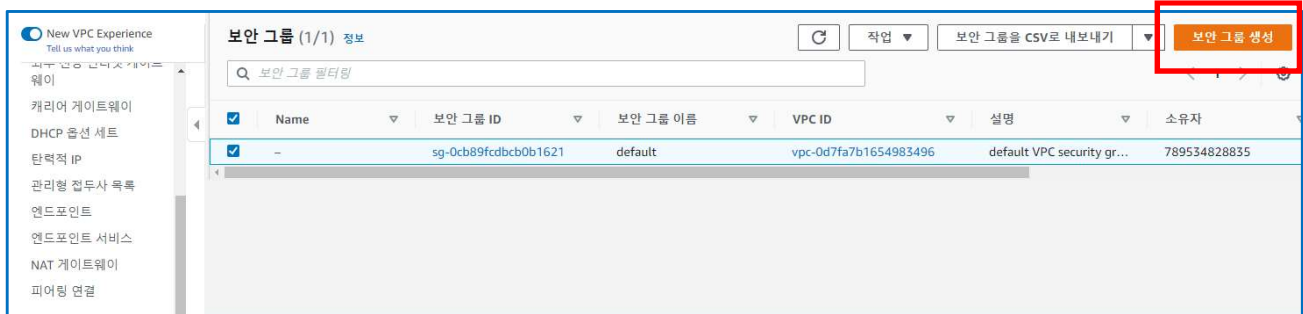 New VPC Experience
Tell us what you think
웨이
캐리어 게이트웨이
DHCP 옵션 세트
탄력적 IP
관리형 접두사 목록
엔드포인트
엔드포인트 서비스
NAT 게이트웨이
피어링 연결
보안 그룹 (1/1) 정보
작업
보안 그룹을 CSV로 내보내기
보안 그룹 생성
보안 그룹 필터링
1
Name 보안 그룹 ID 보안 그룹 이름 VPC ID 설명 소유자
– sg-0cb89fcdbcb0b1621 default vpc-0d7fa7b1654983496 default VPC security gr... 789534828835